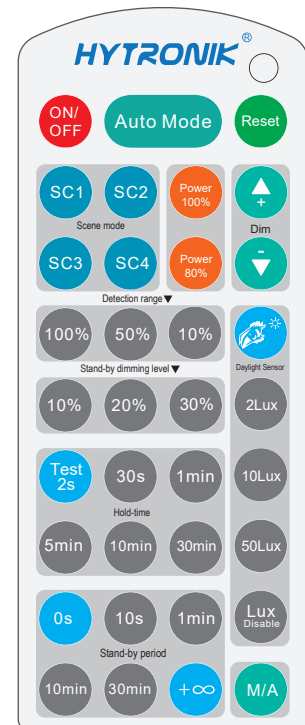 HYTRONIK®
ON/
OFF
Auto Mode
Reset
SC1
SC2
Power
100%
+
Scene mode
Dim
SC3
SC4
Power
80%
-
Detection range▼
100%
50%
10%
Daylight Sensor
Stand-by dimming level▼
10%
20%
30%
2Lux
Test
2s
30s
1min
10Lux
Hold-time
5min
10min
30min
50Lux
0s
10s
1min
Lux
Disable
Stand-by period
10min
30min
+∞
M/A